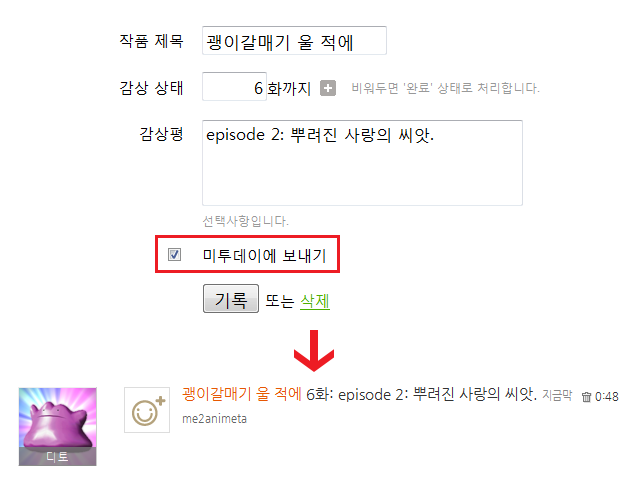 작품 제목 괭이갈매기 울 적에
감상 상태 6 화까지 비워두면 '완료' 상태로 처리합니다.
감상평 episode 2: 뿌려진 사랑의 씨앗.
선택사항입니다.
미투데이에 보내기
기록 또는 삭제
괭이갈매기 울 적에 6화: episode 2: 뿌려진 사랑의 씨앗. 지금막 0:48
me2animeta
디토